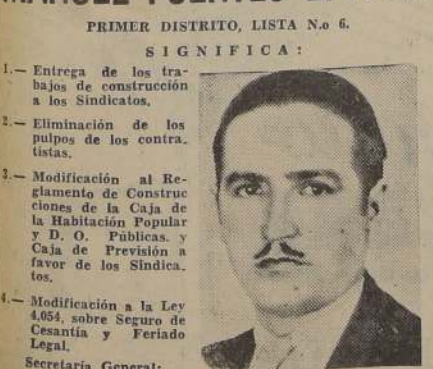 PRIMER DISTRITO, LISTA N.o 6.
SIGNIFICA:
1.— Entrega de los tra-
bajos de construcción
a los Sindicatos.
2.— Eliminación de los
pulpos de los contra.
tistas.
3.— Modificación al Re-
glamento de Construc
ciones de la Caja de
la Habitación Popular
y D. O. Públicas. y
Caja de Previsión a
favor de los Sindica.
tos.
4.— Modificación a la Ley
4,054, sobre Seguro de
Cesantía y Feriado
Legal.
Secretaría General: